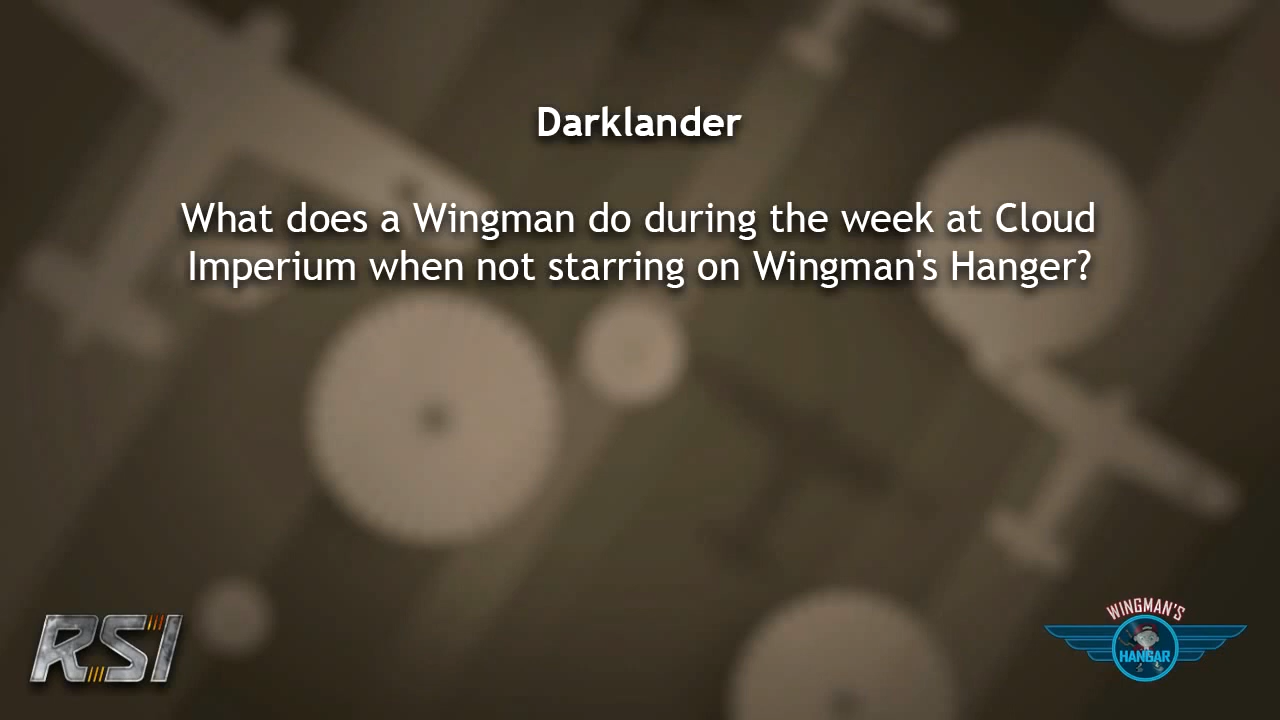 Darklander
What does a Wingman do during the week at Cloud
Imperium when not starring on Wingman's Hanger?
RSI
WINGMAN'S
HANGAR